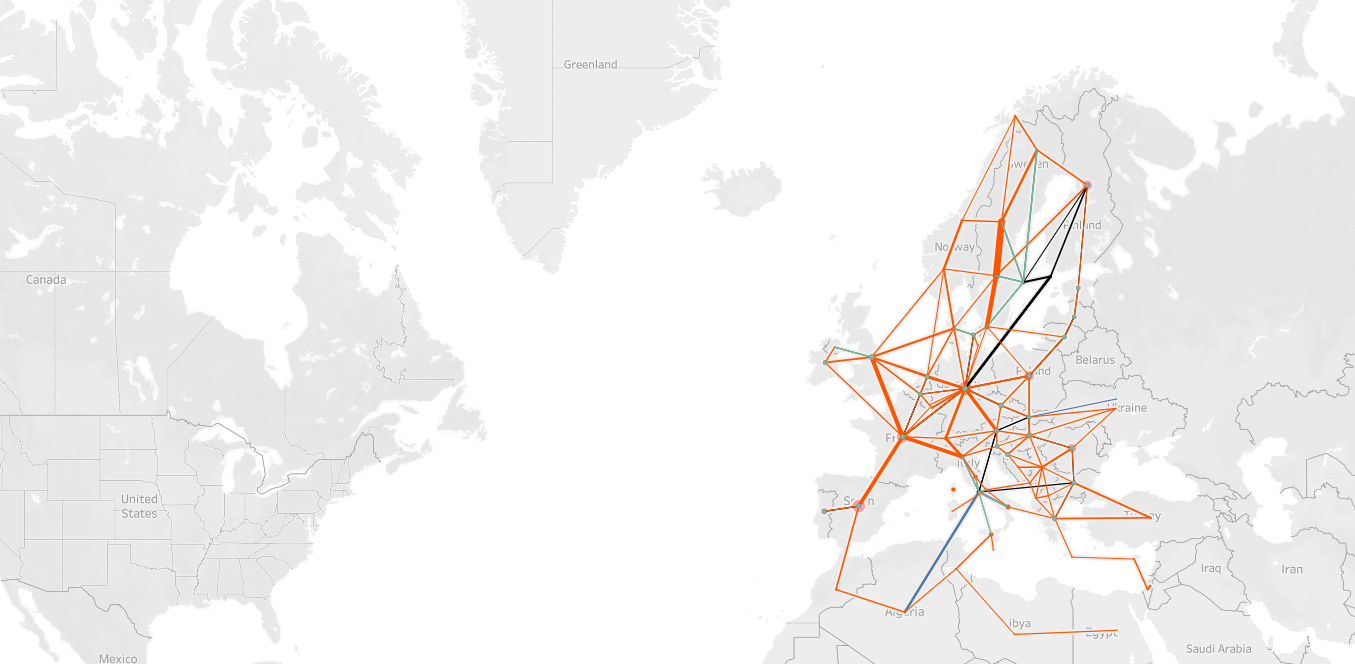 Greenland
Sweden
Finland
Norway
Canada
Belarus
Poland
Ukraine
Italy
United
States
Spain
Turkey
Iraq
Iran
Algeria
Libya
Egypt
Saudi Arabia
Mexico